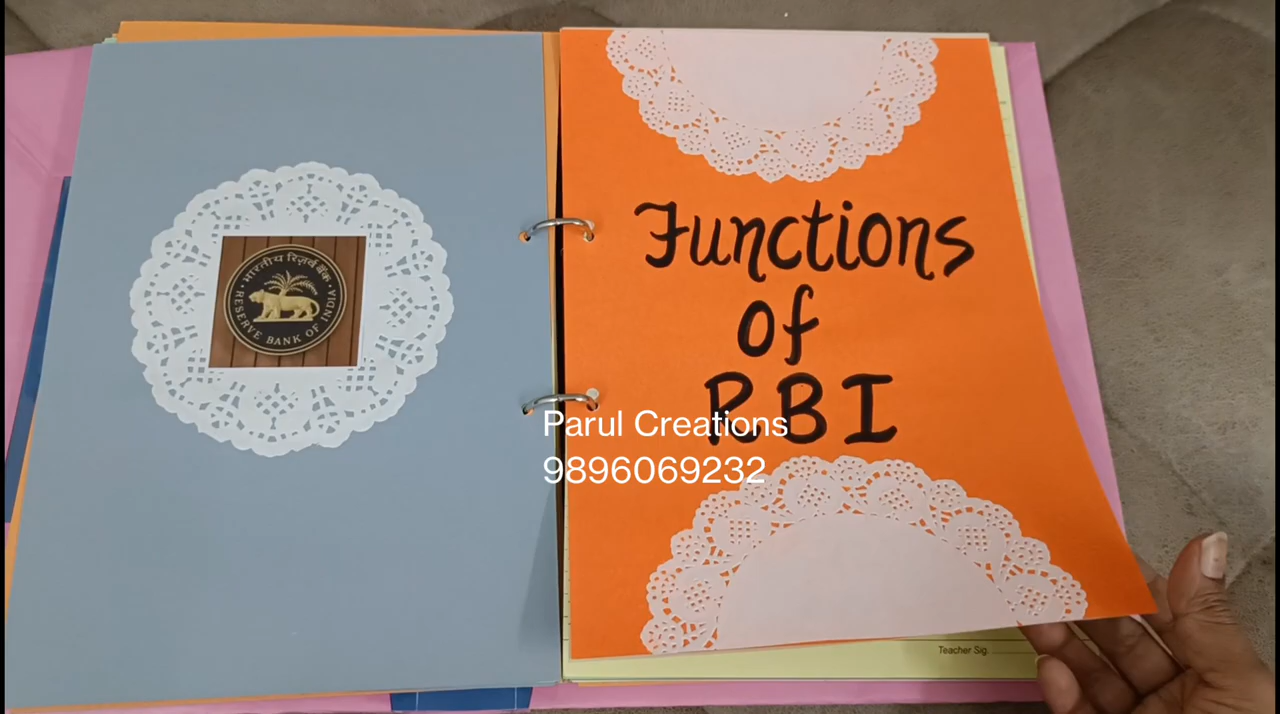 भारतीय रिज़र्व बैंक
RESERVE BANK OF INDIA
Functions
of
RBI
Parul Creations
9896069232
Teacher Sig.